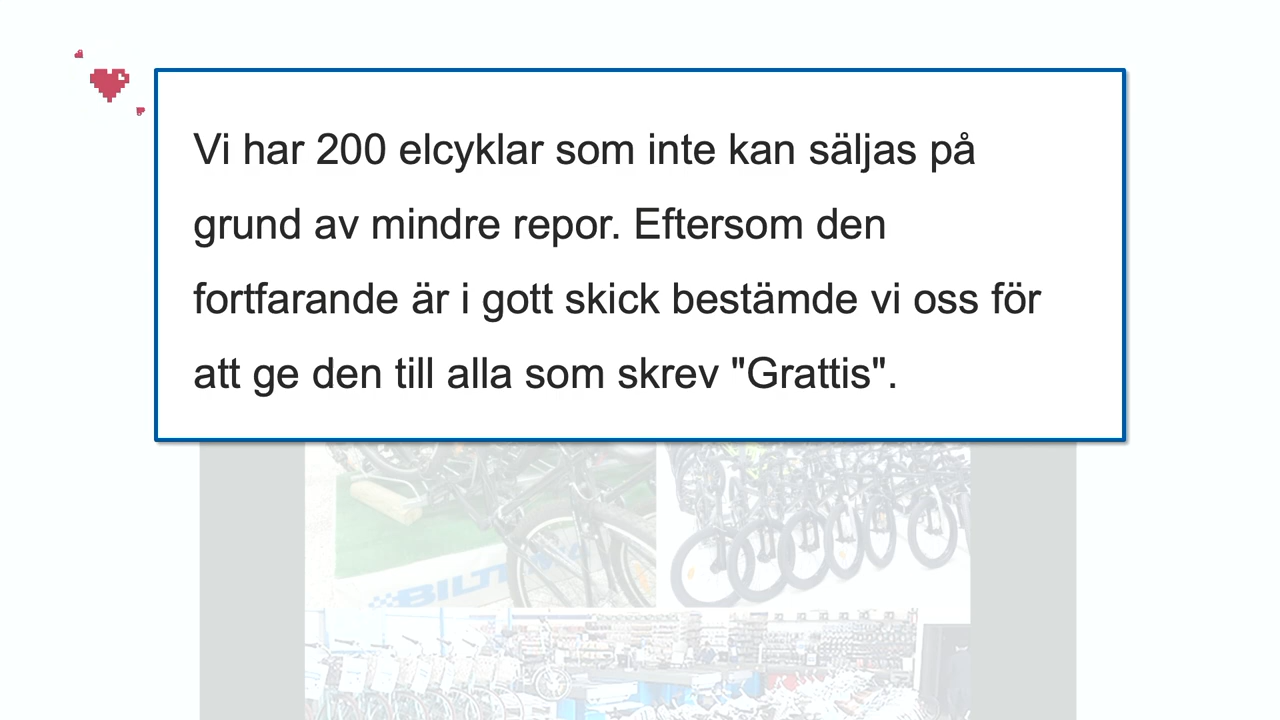 Vi har 200 elcyklar som inte kan säljas på
grund av mindre repor. Eftersom den
fortfarande är i gott skick bestämde vi oss för
att ge den till alla som skrev "Grattis".